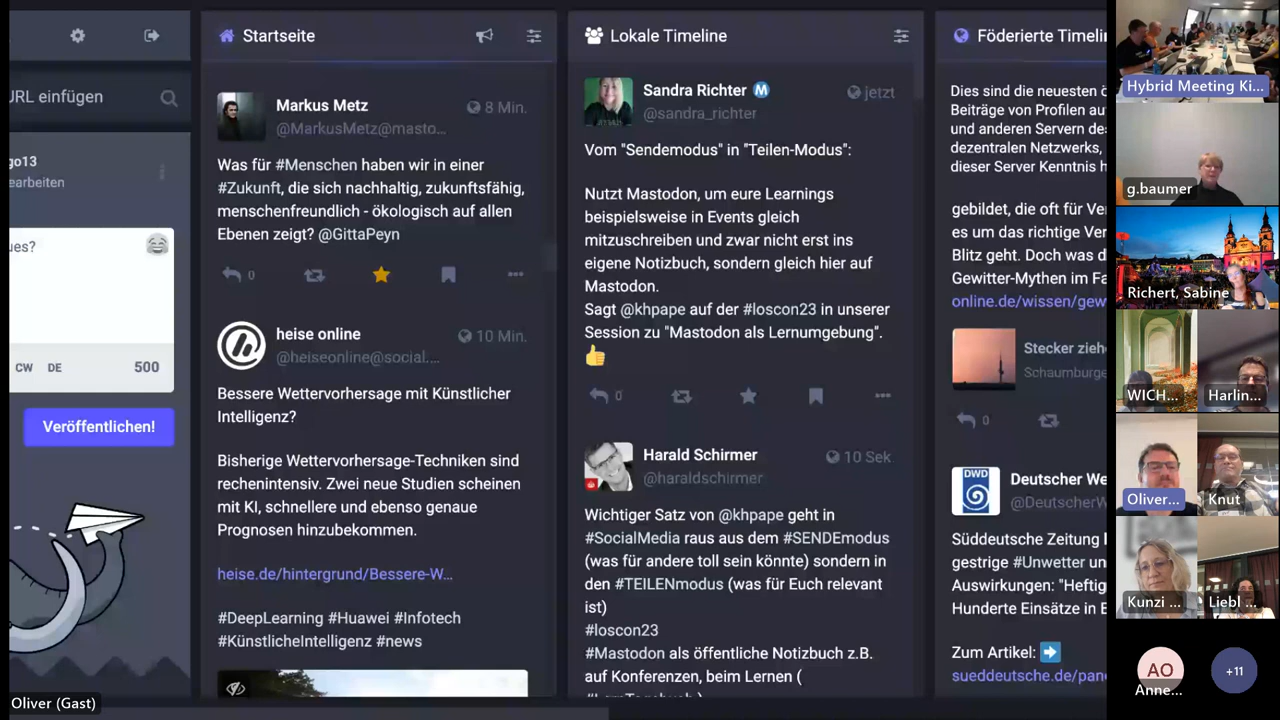 URL einfügen
go13
earbeiten
ues?
CW DE 500
Veröffentlichen!
Oliver (Gast)
Startseite
Markus Metz 8 Min.
@MarkusMetz@masto...
Was für #Menschen haben wir in einer
#Zukunft, die sich nachhaltig, zukunftsfähig,
menschenfreundlich - ökologisch auf allen
Ebenen zeigt? @GittaPeyn
0
heise online 10 Min.
@heiseonline@social....
Bessere Wettervorhersage mit Künstlicher
Intelligenz?
Bisherige Wettervorhersage-Techniken sind
rechenintensiv. Zwei neue Studien scheinen
mit KI, schnellere und ebenso genaue
Prognosen hinzubekommen.
heise.de/hintergrund/Bessere-W...
#DeepLearning #Huawei #Infotech
#KünstlicheIntelligenz #news
Lokale Timeline
Sandra Richter M jetzt
@sandra_richter
Vom "Sendemodus" in "Teilen-Modus":
Nutzt Mastodon, um eure Learnings
beispielsweise in Events gleich
mitzuschreiben und zwar nicht erst ins
eigene Notizbuch, sondern gleich hier auf
Mastodon.
Sagt @khpape auf der #loscon23 in unserer
Session zu "Mastodon als Lernumgebung".
0
Harald Schirmer 10 Sek.
@haraldschirmer
Wichtiger Satz von @khpape geht in
#SocialMedia raus aus dem #SENDEmodus
(was für andere toll sein könnte) sondern in
den #TEILENmodus (was für Euch relevant
ist)
#loscon23
#Mastodon als öffentliche Notizbuch z.B.
auf Konferenzen, beim Lernen (
#LernTagebuch )
Föderierte Timelin
Dies sind die neuesten ö
Beiträge von Profilen au
und anderen Servern de
dezentralen Netzwerks,
dieser Server Kenntnis h
gebildet, die oft für Ver
es um das richtige Ver
Blitz geht. Doch was d
Gewitter-Mythen im Fa
online.de/wissen/gew
Stecker ziehe
Schaumburge
0
DWD
Deutscher We
@DeutscherW
Süddeutsche Zeitung
gestrige #Unwetter un
Auswirkungen: "Heftig
Hunderte Einsätze in B
Zum Artikel:
sueddeutsche.de/pano
Hybrid Meeting Ki...
g.baumer
Richert, Sabine
WICH...
Harlin...
Oliver...
Knut
Kunzi ...
Liebl ...
AO
Anne...
+11